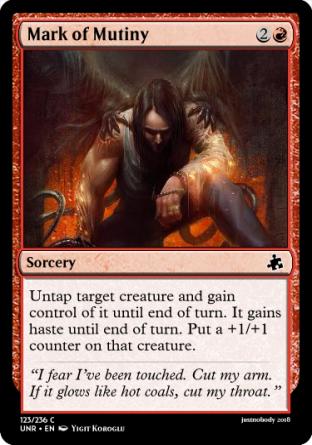 Mark of Mutiny 2
Sorcery
Untap target creature and gain
control of it until end of turn. It gains
haste until end of turn. Put a +1/+1
counter on that creature.
“I fear I’ve been touched. Cut my arm.
If it glows like hot coals, cut my throat.”
123/236 C justnobody 2018
UNR • EN Yigit Koroglu